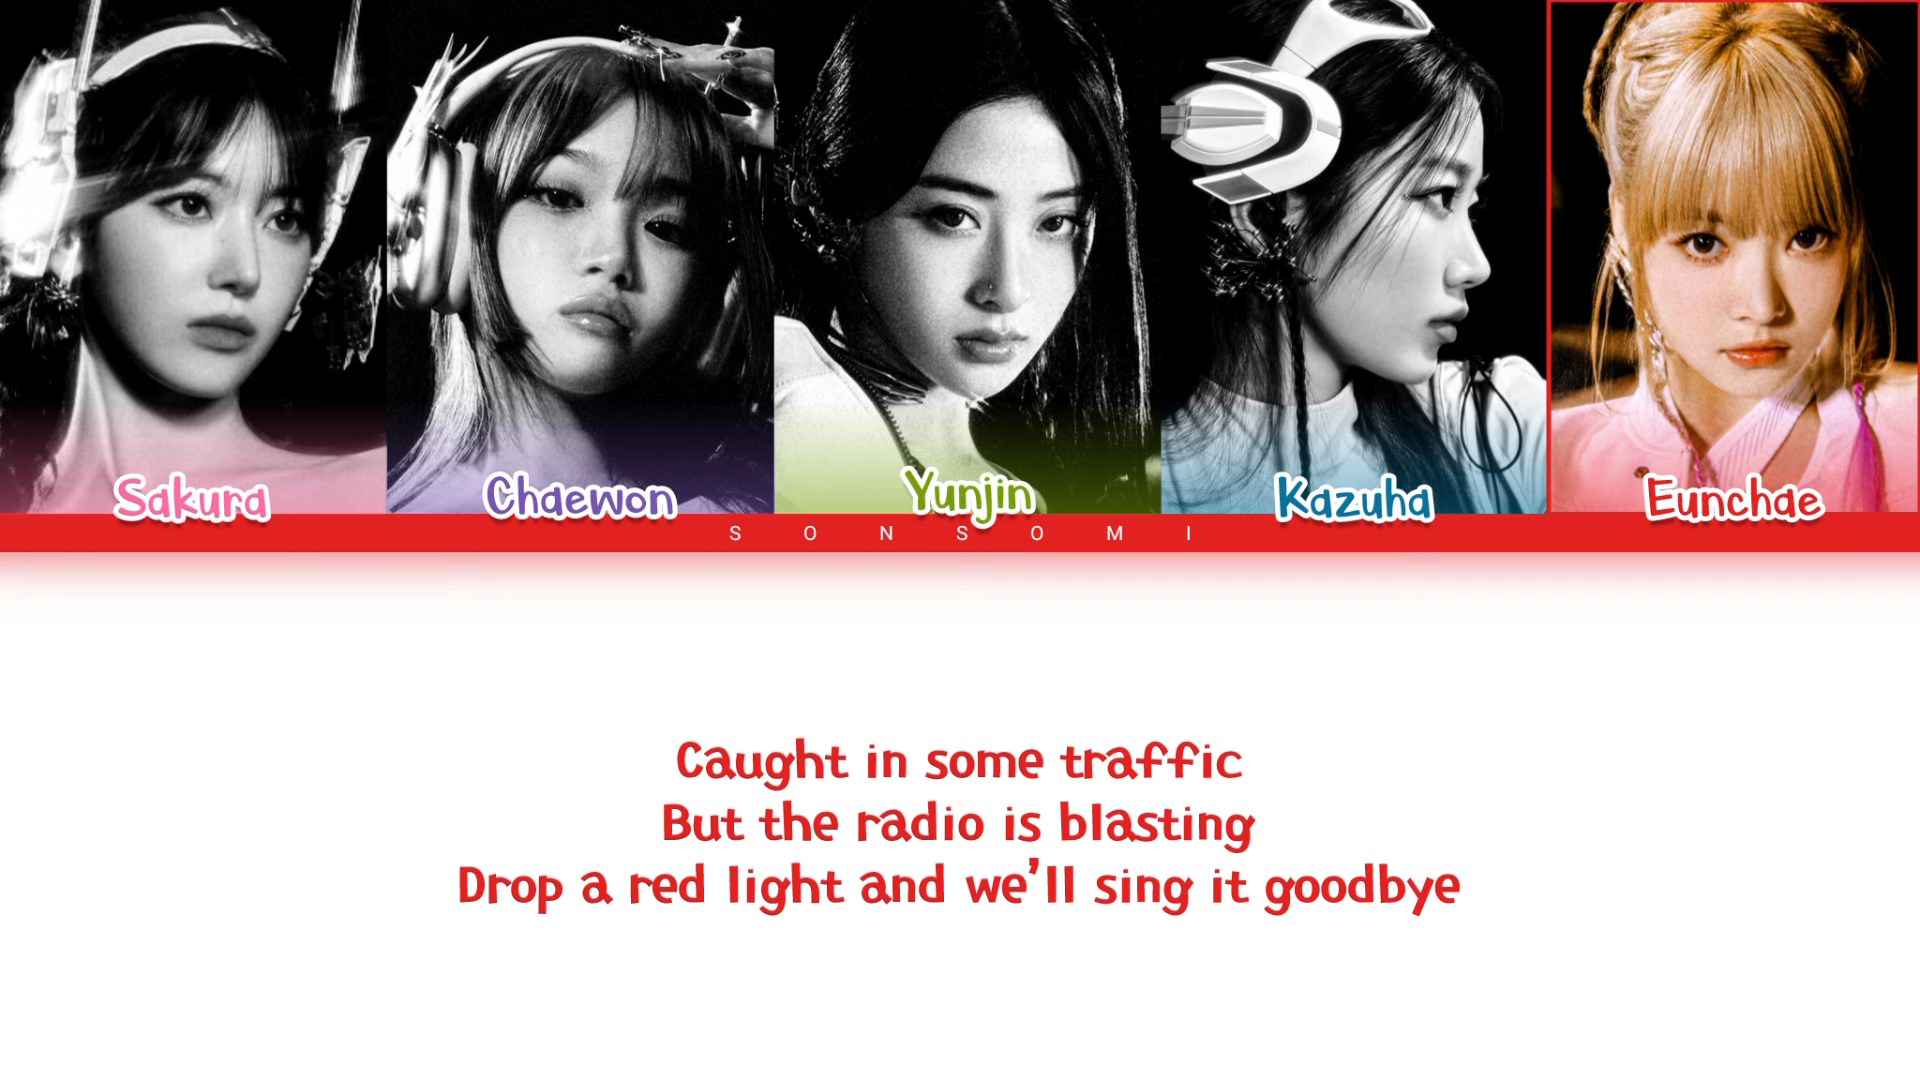 Sakura
Chaewon
Yunjin
Kazuha
Eunchae
S O N S O M I
Caught in some traffic
But the radio is blasting
Drop a red light and we'll sing it goodbye